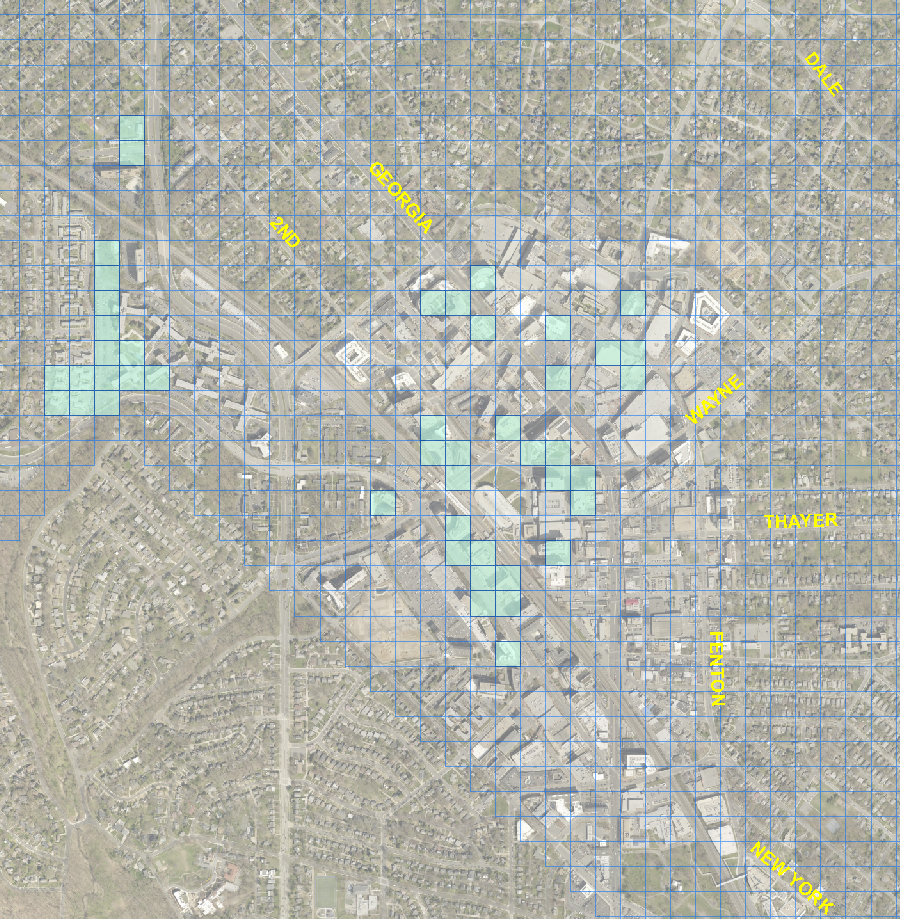 DALE
GEORGIA
2ND
WAYNE
THAYER
FENTON
NEW YORK